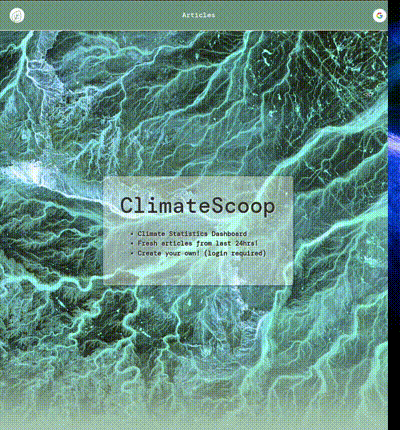 Articles
ClimateScoop
Climate Statistics Dashboard
Fresh articles from last 24hrs!
Create your own! (login required)